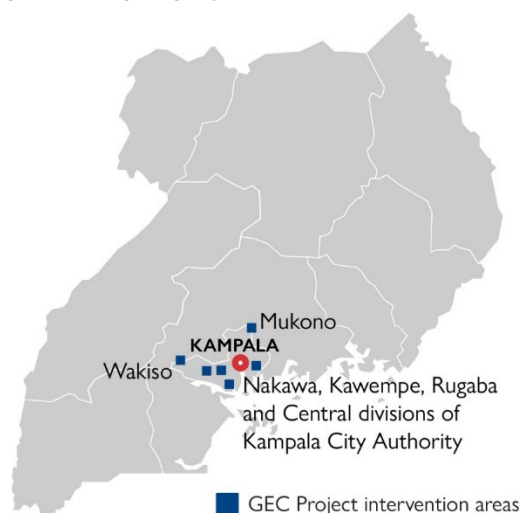 Mukono
KAMPALA
Wakiso
Nakawa, Kawempe, Rugaba
and Central divisions of
Kampala City Authority
GEC Project intervention areas